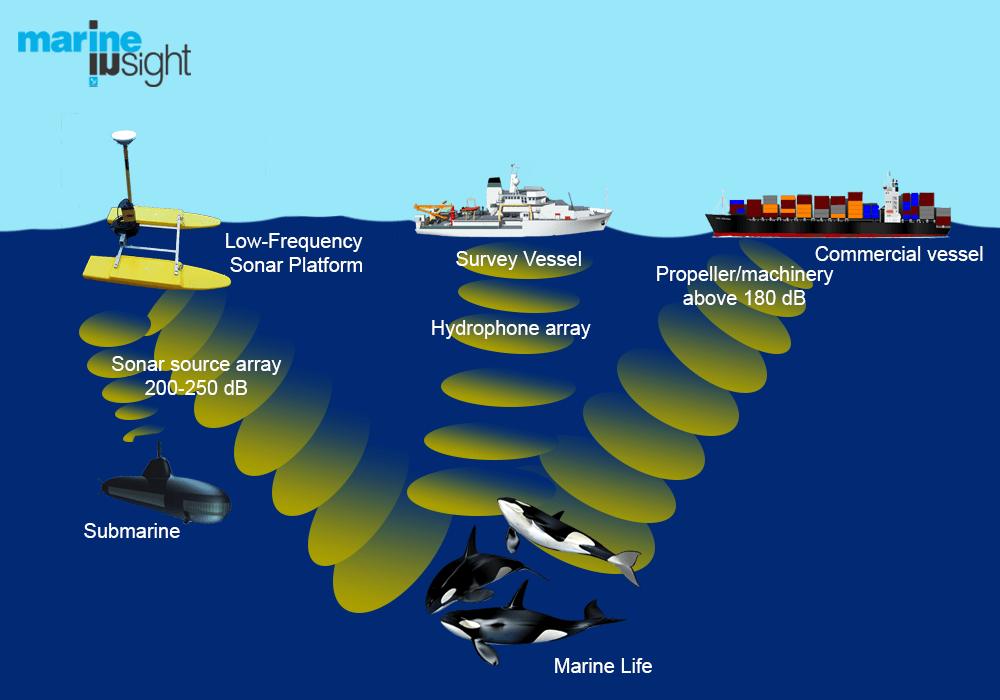 marine
insight
Low-Frequency
Sonar Platform
Survey Vessel
Commercial vessel
Propeller/machinery
above 180 dB
Hydrophone array
Sonar source array
200-250 dB
Submarine
Marine Life